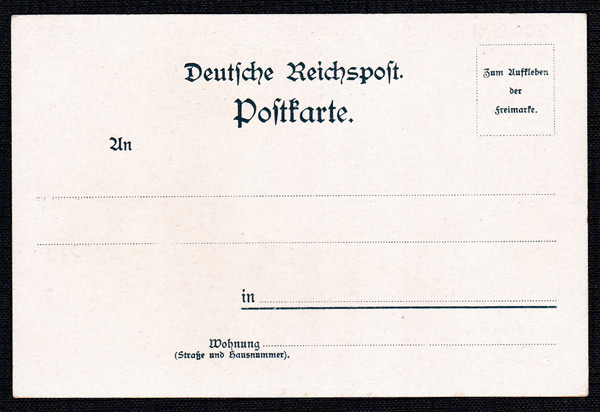 Deutsche Reichspost.
Postkarte.
Zum Aufkleben
der
Freimarke.
An
in
Wohnung
(Straße und Hausnummer).